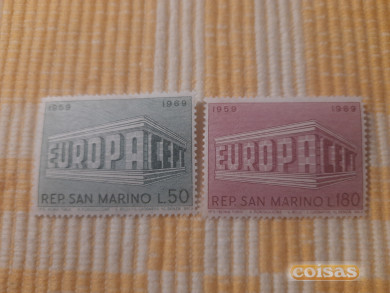 1959 1969
EUROPA CEPT
REP. SAN MARINO L.50
1959 1969
EUROPA CEPT
REP. SAN MARINO L.180
coisas